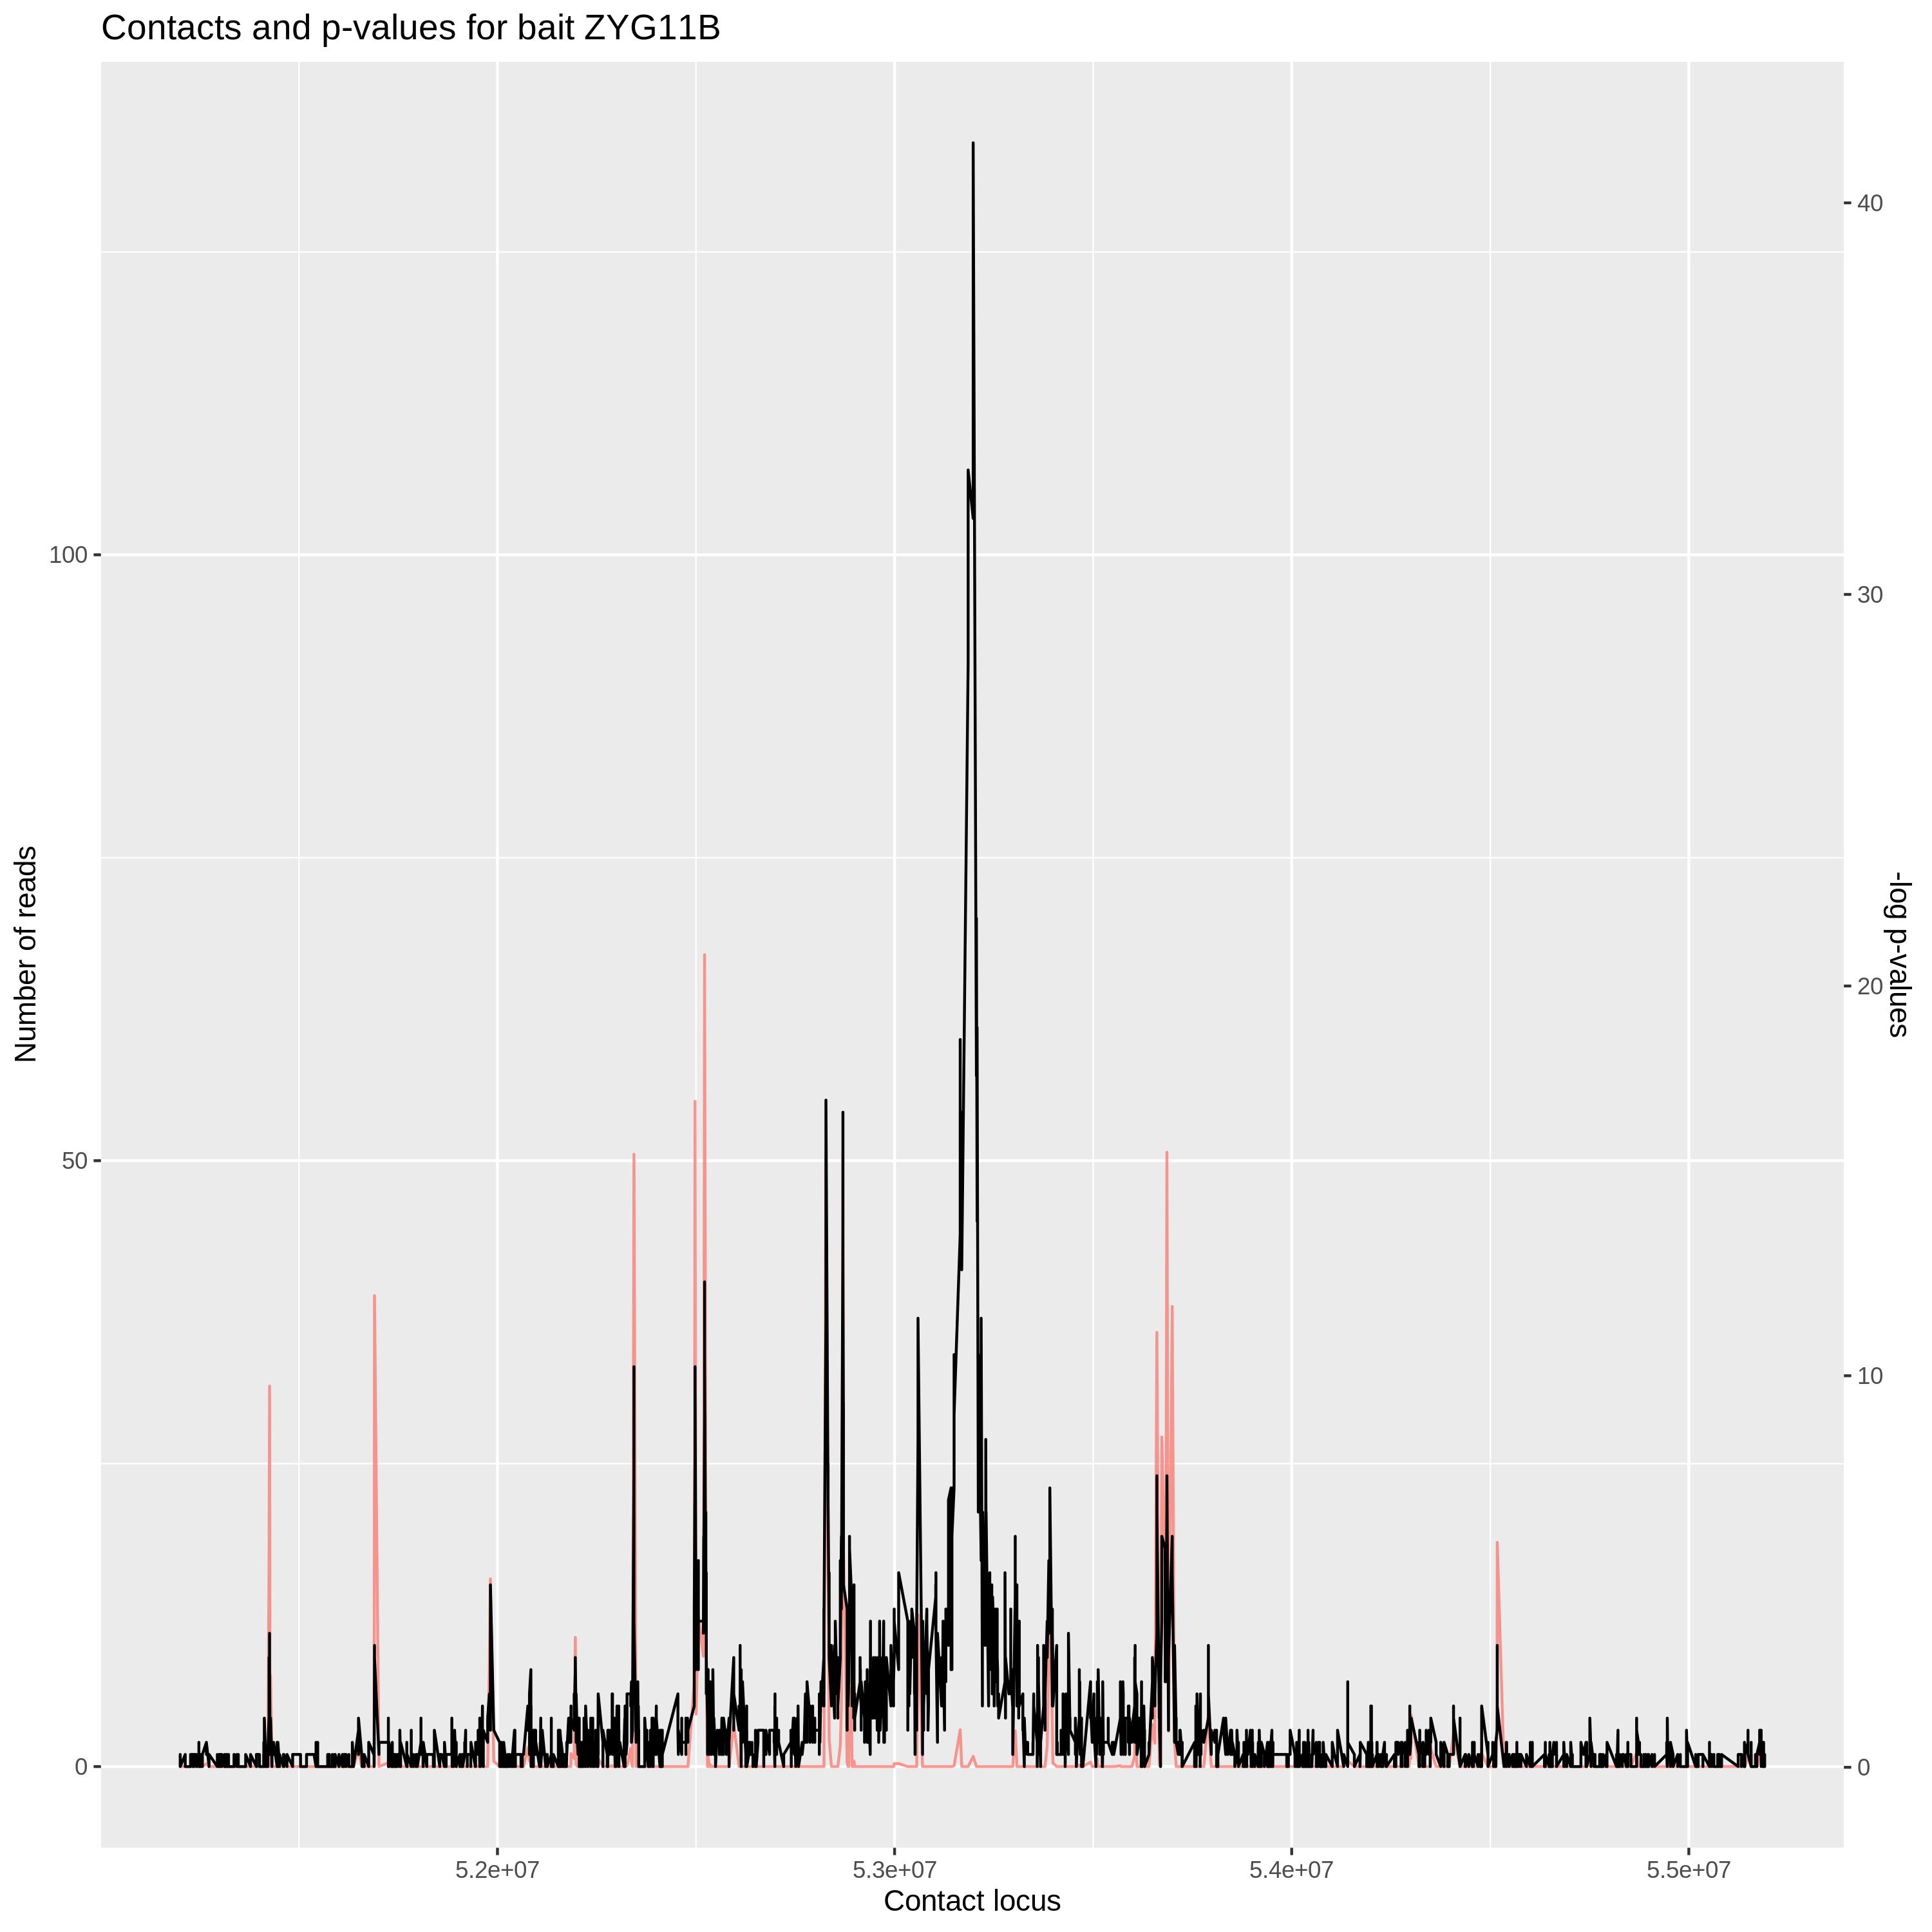 Contacts and p-values for bait ZYG11B
Number of reads
100
50
0
40
30
20
10
0
-log p-values
5.2e+07 5.3e+07 5.4e+07 5.5e+07
Contact locus